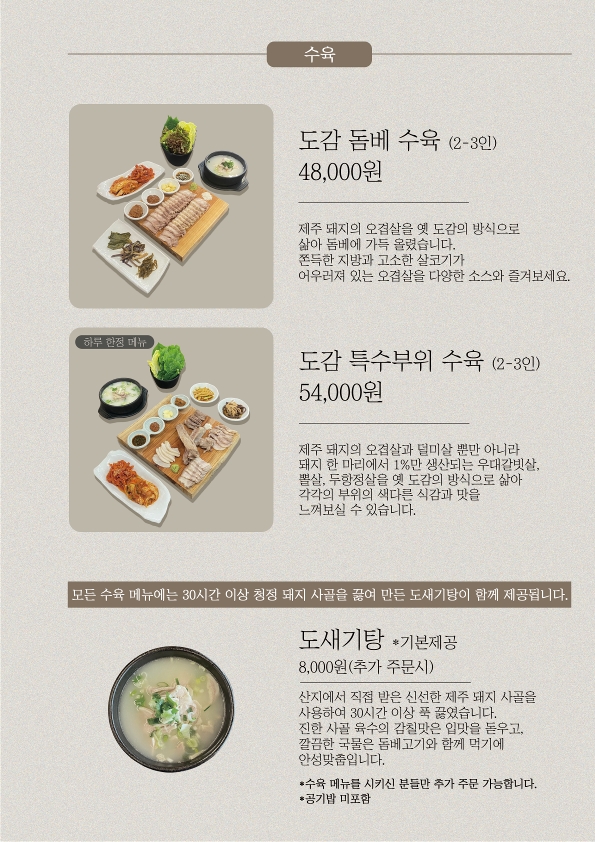 수육
도감 돔베 수육 (2-3인)
48,000원
제주 돼지의 오겹살을 옛 도감의 방식으로
삶아 돔베에 가득 올렸습니다.
쫀득한 지방과 고소한 살코기가
어우러져 있는 오겹살을 다양한 소스와 즐겨보세요.
하루 한정 메뉴
도감 특수부위 수육 (2-3인)
54,000원
제주 돼지의 오겹살과 덜미살 뿐만 아니라
돼지 한 마리에서 1%만 생산되는 우대갈빗살,
뽈살, 두항정살을 옛 도감의 방식으로 삶아
각각의 부위의 색다른 식감과 맛을
느껴보실 수 있습니다.
모든 수육 메뉴에는 30시간 이상 청정 돼지 사골을 끓여 만든 도새기탕이 함께 제공됩니다.
도새기탕 *기본제공
8,000원(추가 주문시)
산지에서 직접 받은 신선한 제주 돼지 사골을
사용하여 30시간 이상 푹 끓였습니다.
진한 사골 육수의 감칠맛은 입맛을 돋우고,
깔끔한 국물은 돔베고기와 함께 먹기에
안성맞춤입니다.
*수육 메뉴를 시키신 분들만 추가 주문 가능합니다.
*공기밥 미포함